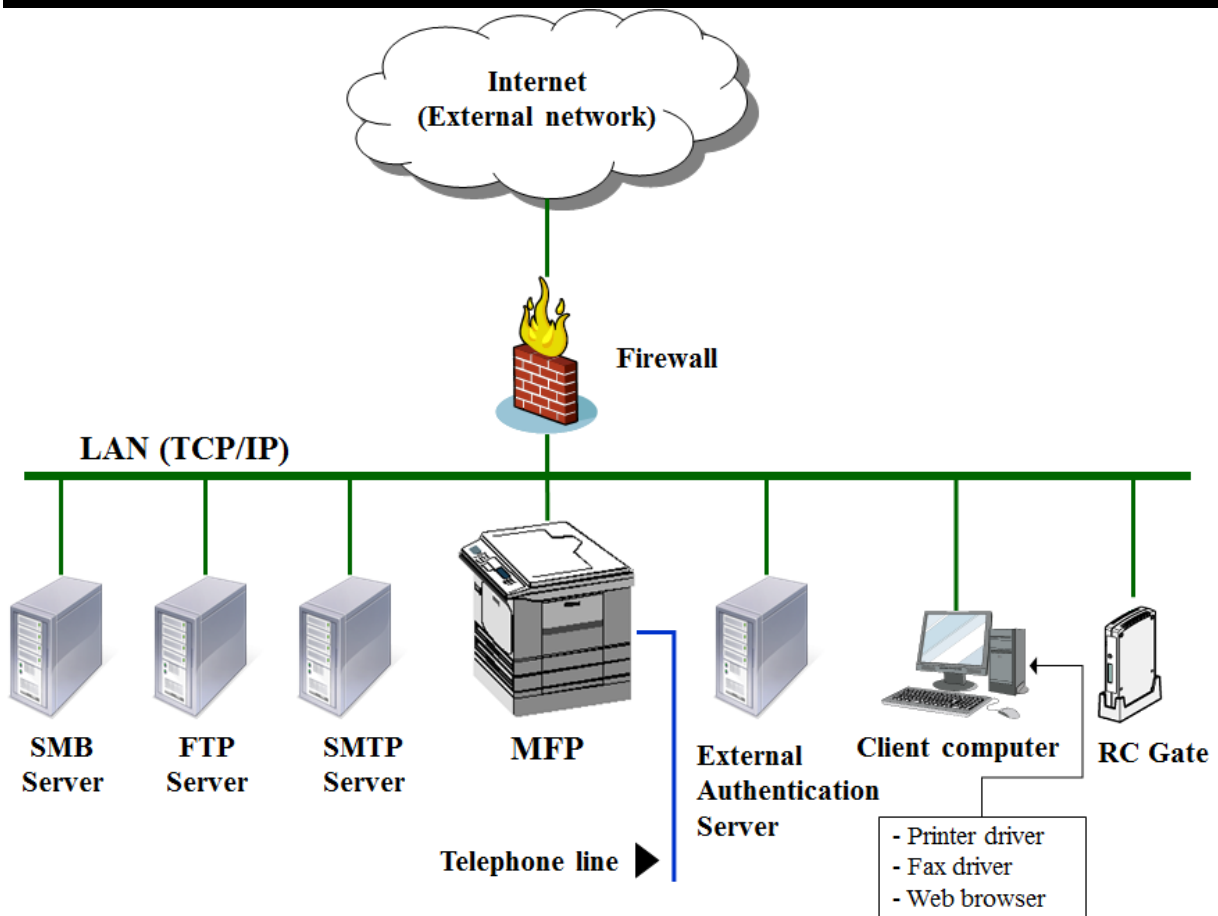 Internet
(External network)
Firewall
LAN (TCP/IP)
SMB
Server
FTP
Server
SMTP
Server
MFP
External
Authentication
Server
Client computer
RC Gate
Telephone line
- Printer driver
- Fax driver
- Web browser